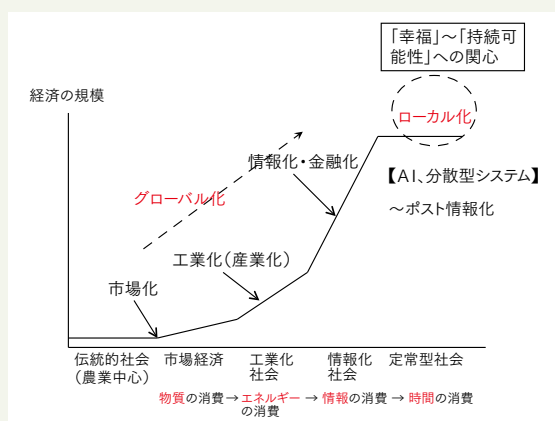 「幸福」～「持続可
能性」への関心
経済の規模
ローカル化
情報化・金融化
【AI、分散型システム】
グローバル化
～ポスト情報化
工業化（産業化）
市場化
伝統的社会
（農業中心）
市場経済
工業化
社会
情報化
社会
定常型社会
物質の消費→エネルギー → 情報の消費 → 時間の消費
の消費